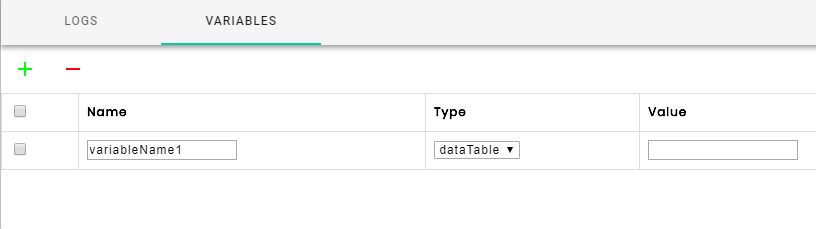 LOGS VARIABLES
Name Type Value
variableName1 dataTable